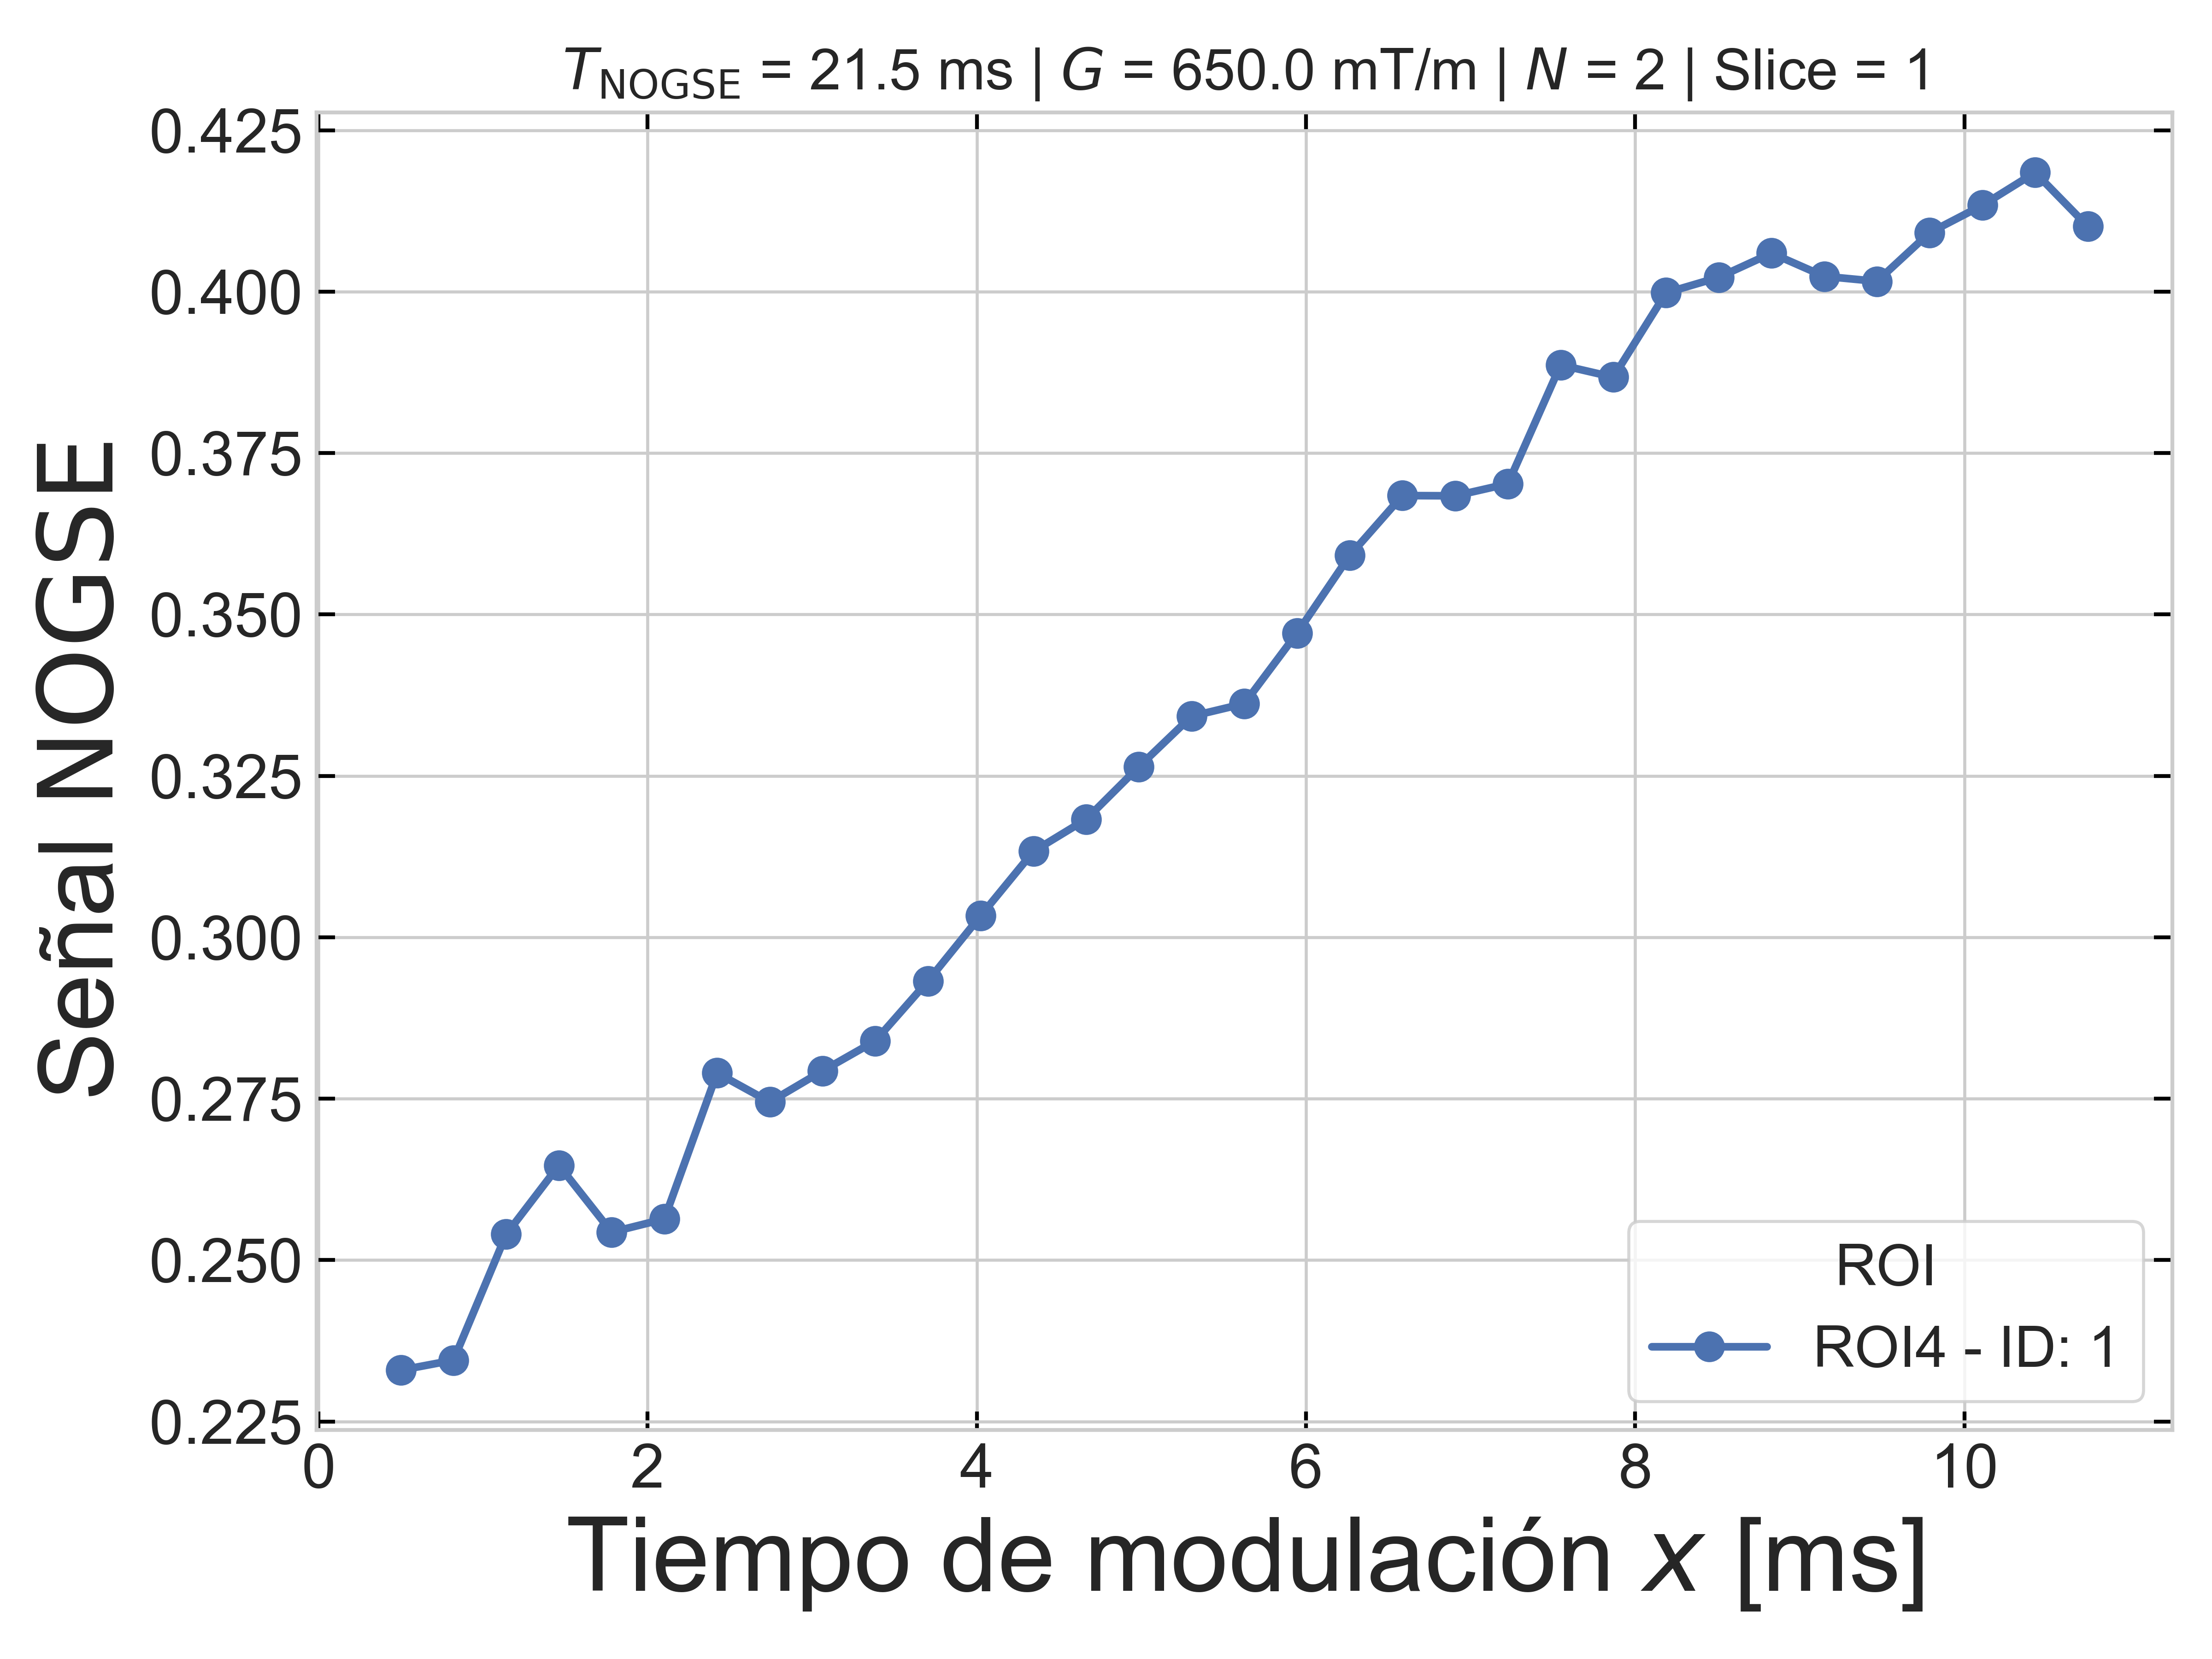 T_NOGSE = 21.5 ms | G = 650.0 mT/m | N = 2 | Slice = 1
Señal NOGSE
0.425
0.400
0.375
0.350
0.325
0.300
0.275
0.250
0.225
0 2 4 6 8 10
Tiempo de modulación x [ms]
ROI
ROI4 - ID: 1